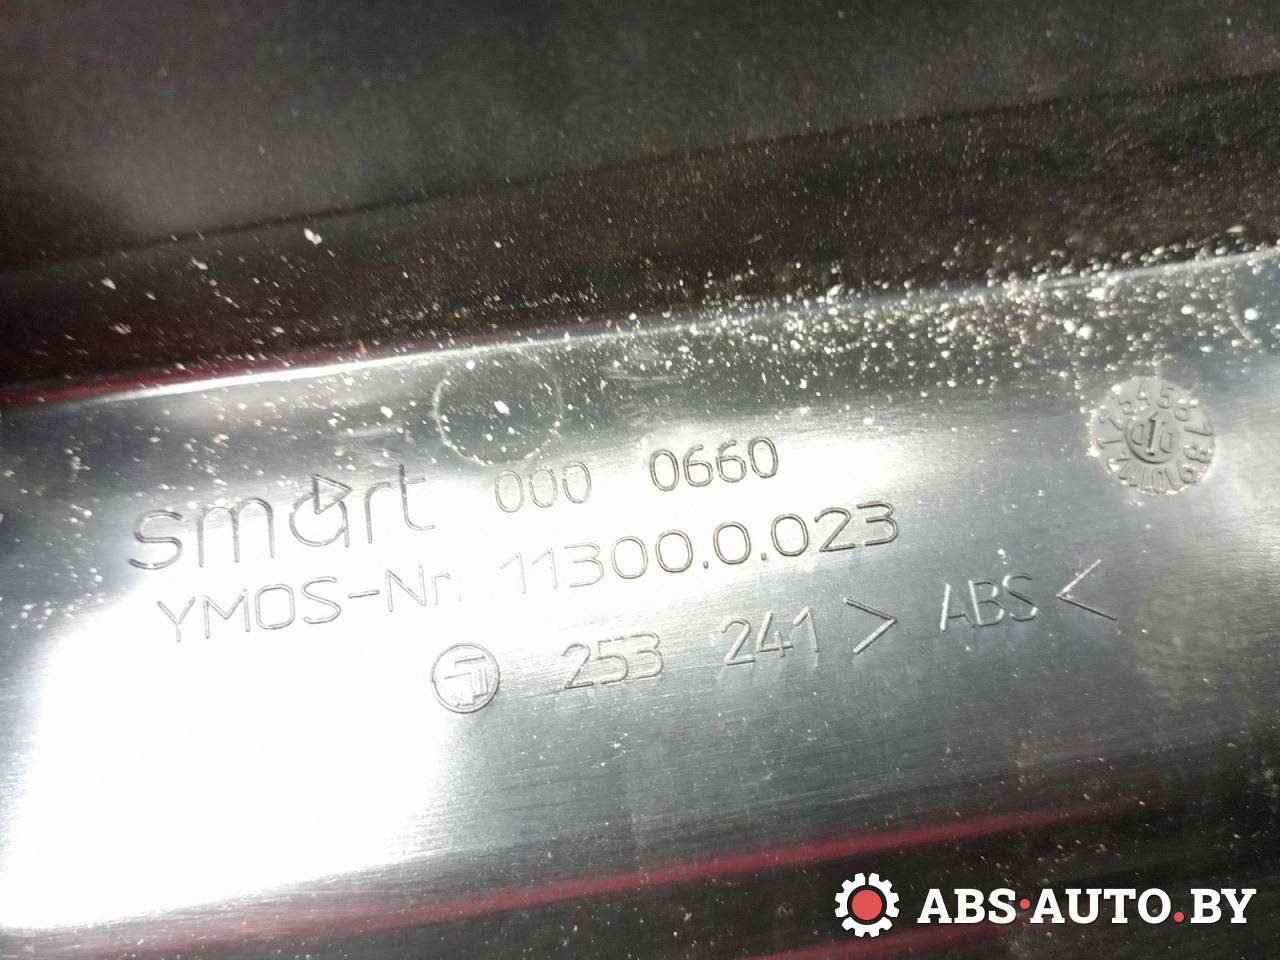 smart 000 0660
YMOS-Nr. 11300.0.023
253 241 > ABS <
ABS·AUTO.BY